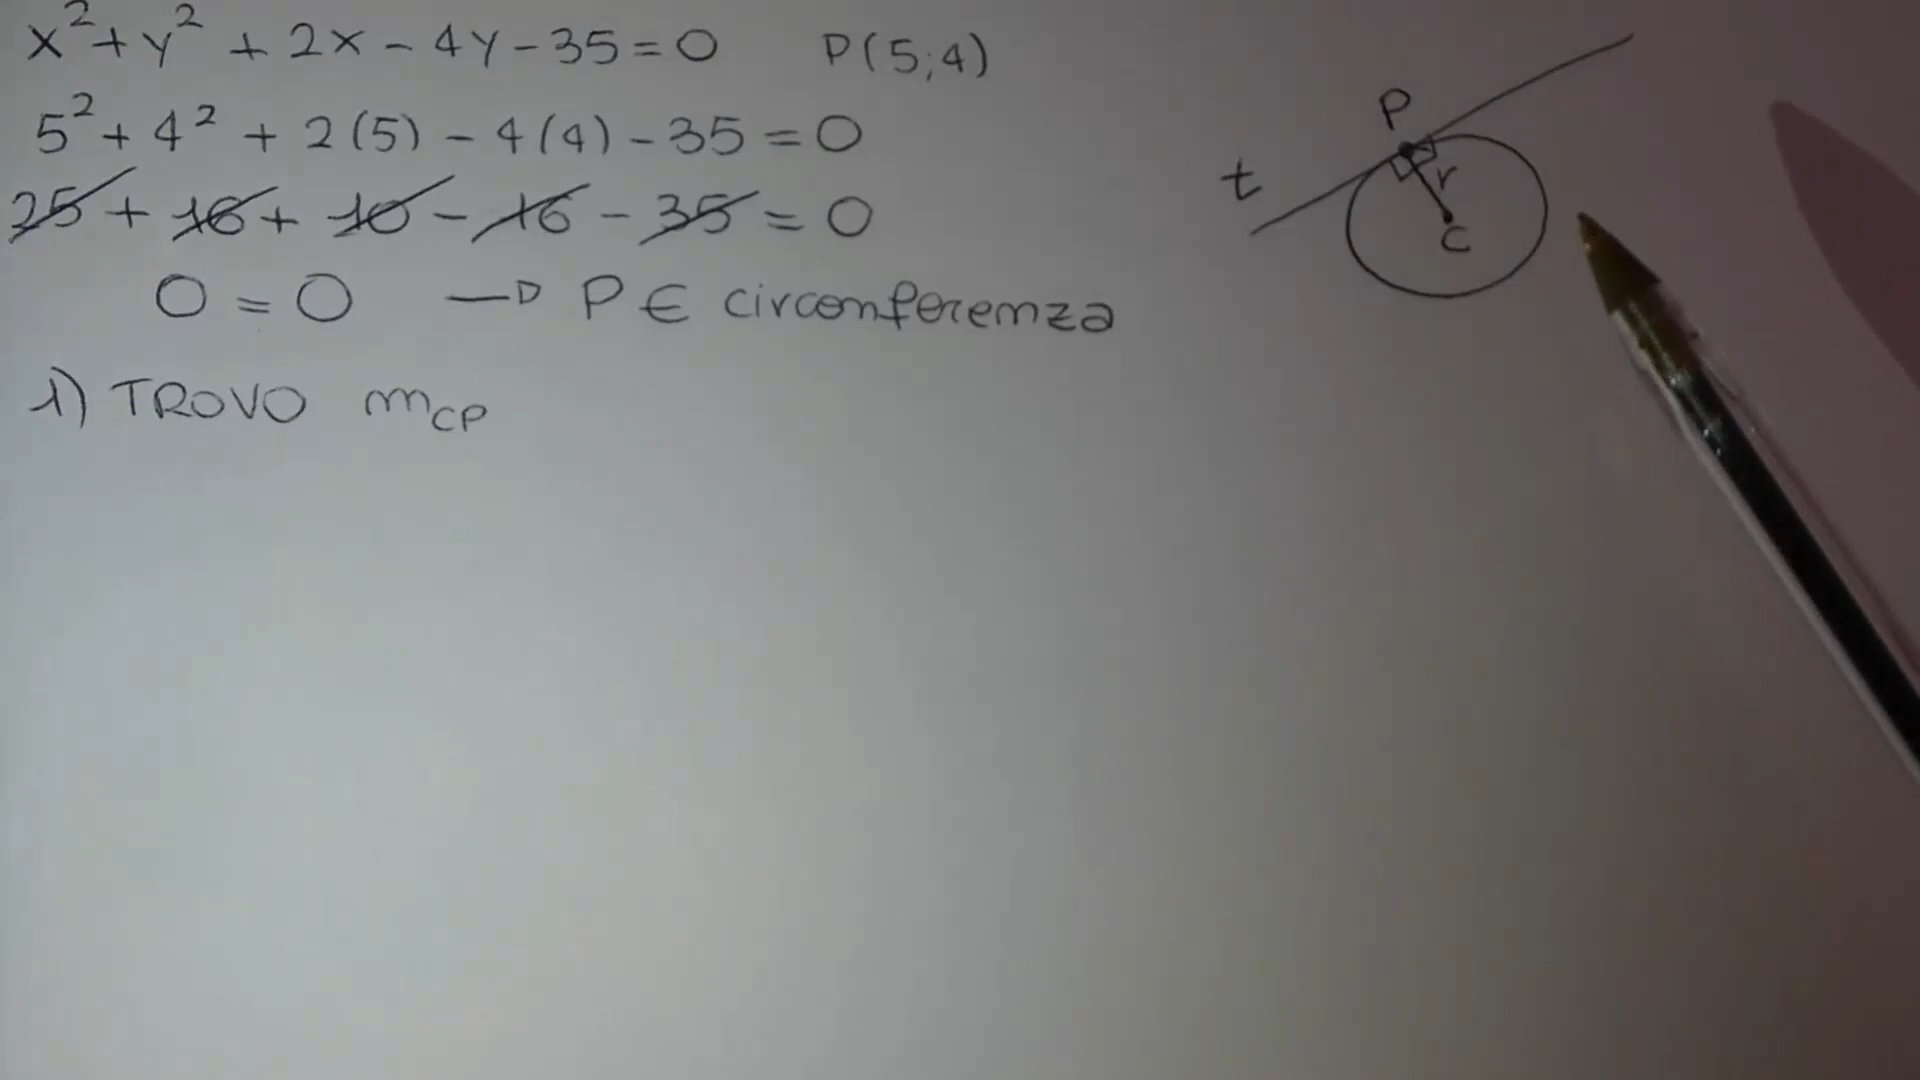 x² + y² + 2x - 4y - 35 = 0 P(5;4)
5² + 4² + 2(5) - 4(4) - 35 = 0
25 + 16 + 10 - 16 - 35 = 0
0 = 0 → P ∈ circonferenza
1) TROVO m_CP
P
t
r
C